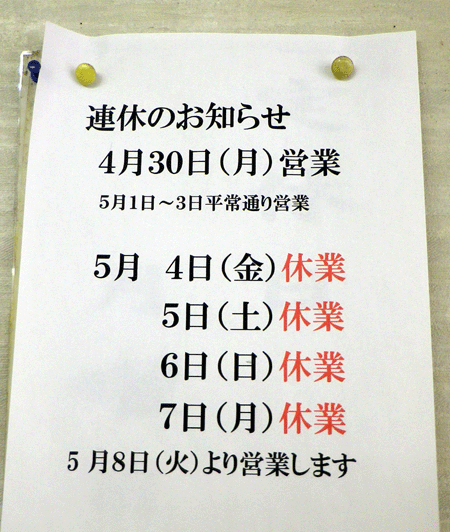 連休のお知らせ
4月30日(月)営業
5月1日~3日平常通り営業
5月 4日(金)休業
5日(土)休業
6日(日)休業
7日(月)休業
5月8日(火)より営業します